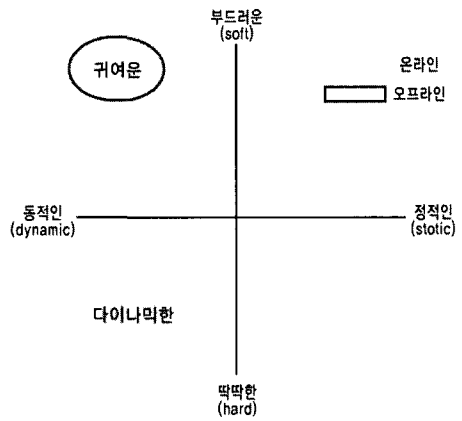 부드러운
(soft)
귀여운
온라인
오프라인
동적인
(dynamic)
정적인
(stotic)
다이나믹한
딱딱한
(hard)